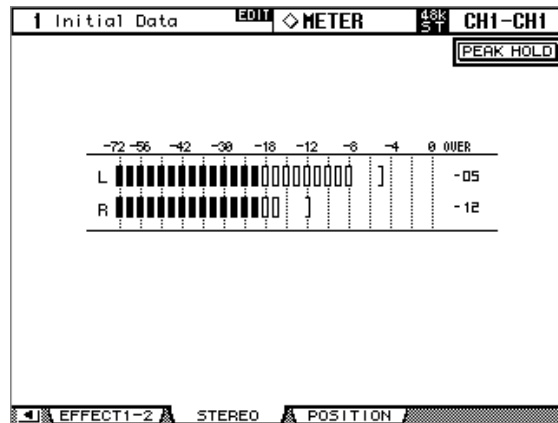 1 Initial Data EDIT ◇METER 48k ST CH1-CH1
PEAK HOLD
-72 -56 -42 -30 -18 -12 -8 -4 0 OVER
L -05
R -12
EFFECT1-2 STEREO POSITION